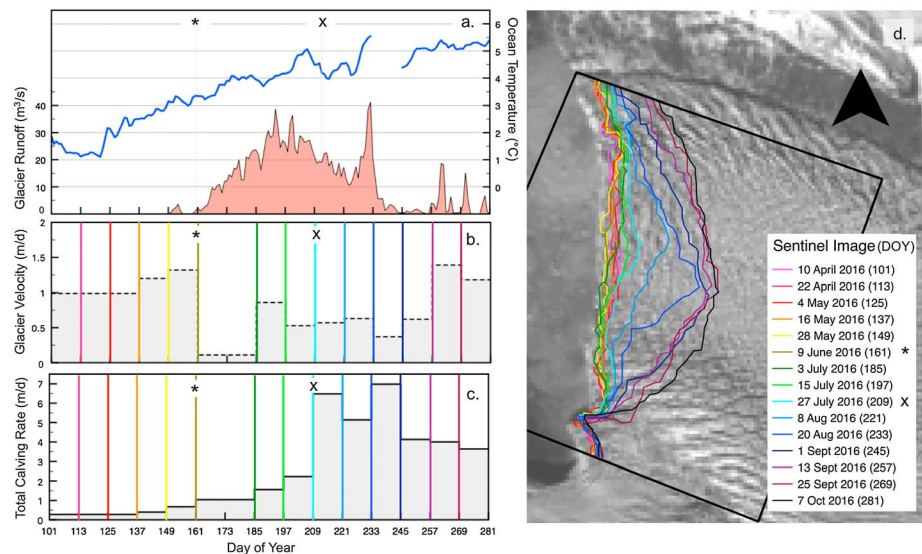 * x a.
Glacier Runoff (m³/s)
40
30
20
10
0
6
5
4
3
2
1
0
Ocean Temperature (°C)
Glacier Velocity (m/d)
2
1.5
1
0.5
0
* x b.
Total Calving Rate (m/d)
7
6
5
4
3
2
1
0
* x c.
101 113 125 137 149 161 173 185 197 209 221 233 245 257 269 281
Day of Year
d.
Sentinel Image (DOY)
10 April 2016 (101)
22 April 2016 (113)
4 May 2016 (125)
16 May 2016 (137)
28 May 2016 (149)
9 June 2016 (161) *
3 July 2016 (185)
15 July 2016 (197)
27 July 2016 (209) x
8 Aug 2016 (221)
20 Aug 2016 (233)
1 Sept 2016 (245)
13 Sept 2016 (257)
25 Sept 2016 (269)
7 Oct 2016 (281)